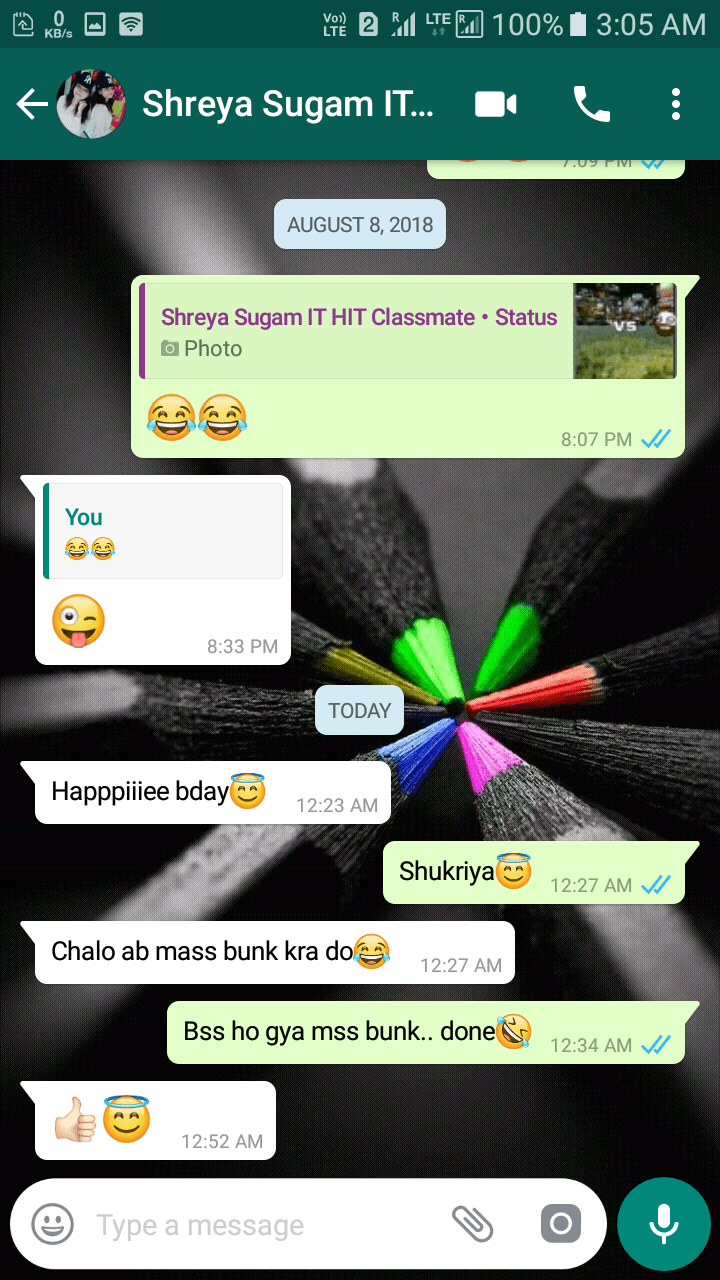 0 KB/s Vo)) LTE 2 R LTE R 100% 3:05 AM
Shreya Sugam IT...
7:09 PM
AUGUST 8, 2018
Shreya Sugam IT HIT Classmate • Status
Photo
VS
😂😂
8:07 PM
You
😂😂
😜
8:33 PM
TODAY
Happpiiiee bday😇 12:23 AM
Shukriya😇 12:27 AM
Chalo ab mass bunk kra do😂 12:27 AM
Bss ho gya mss bunk.. done🤣 12:34 AM
👍🏻😇 12:52 AM
Type a message